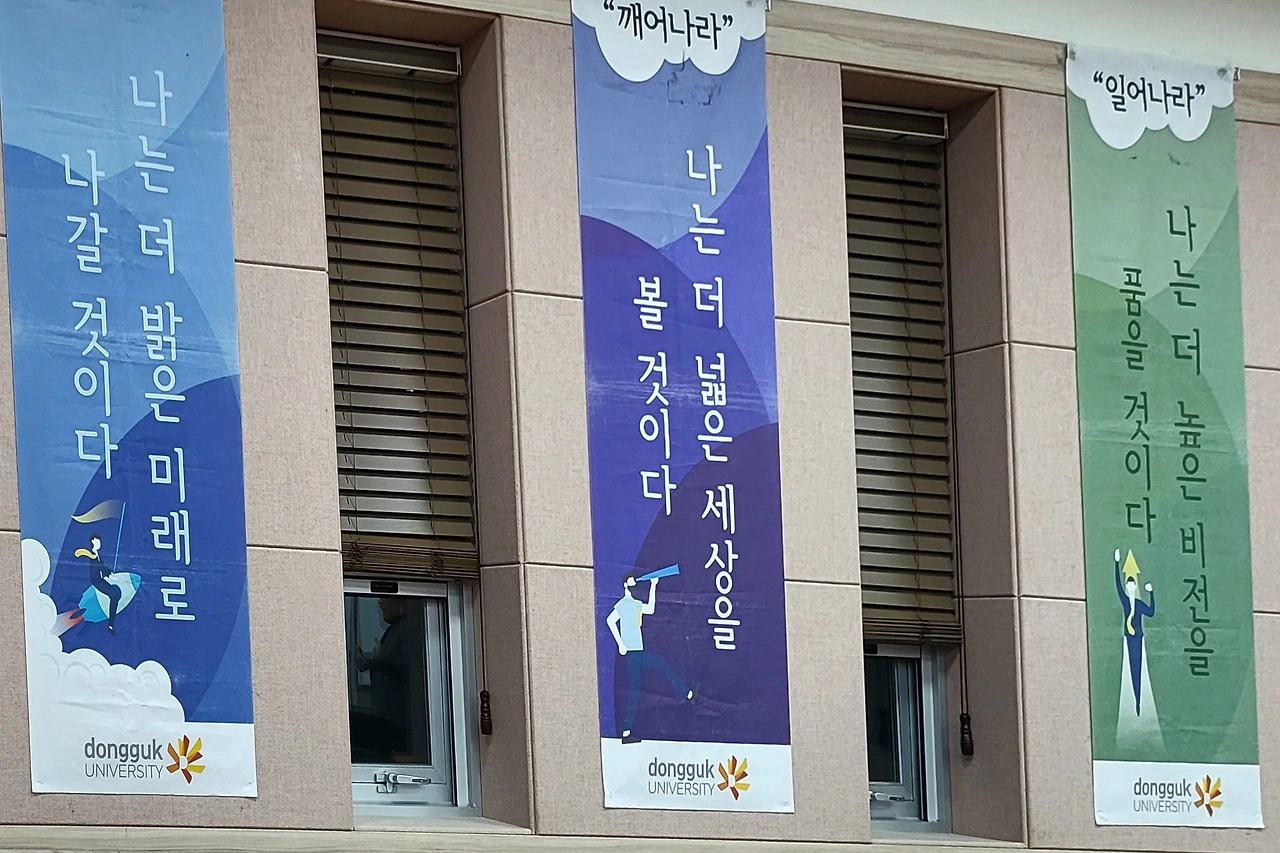 나는 더 밝은 미래로
나갈 것이다
dongguk
UNIVERSITY
“깨어나라”
나는 더 넓은 세상을
볼 것이다
dongguk
UNIVERSITY
“일어나라”
나는 더 높은 비전을
품을 것이다
dongguk
UNIVERSITY